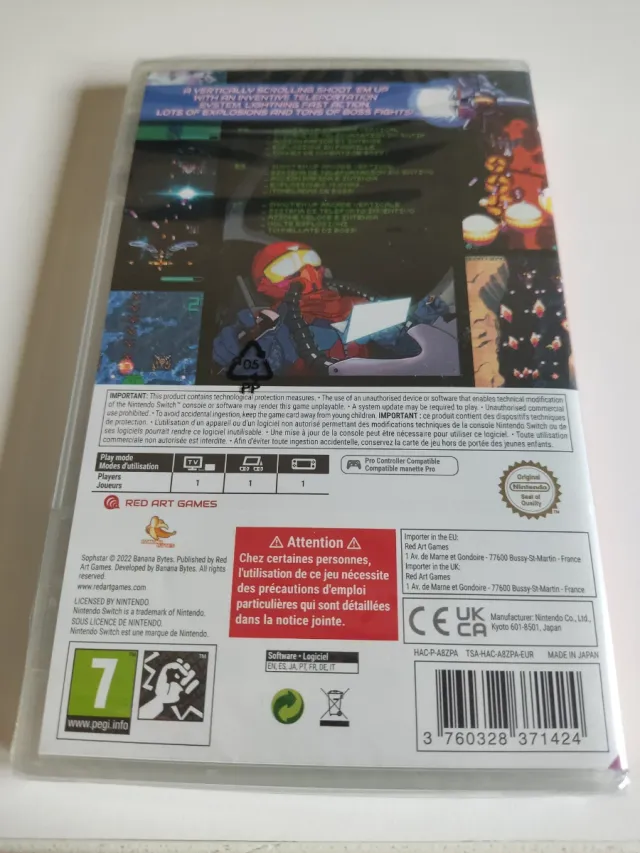 A VERTICALLY SCROLLING SHOOT 'EM UP
WITH AN INVENTIVE TELEPORTATION
SYSTEM, LIGHTNING FAST ACTION,
LOTS OF EXPLOSIONS AND TONS OF BOSS FIGHTS!
05
PP
IMPORTANT: This product contains technological protection measures. • The use of an unauthorised device or software that enables technical modification
of the Nintendo Switch™ console or software may render this game unplayable. • A system update may be required to play. • Unauthorised commercial
use prohibited. • To avoid accidental ingestion, keep the game card away from young children. IMPORTANT : ce produit contient des dispositifs techniques
de protection. • L'utilisation d'un appareil ou d'un logiciel non autorisé permettant des modifications techniques de la console Nintendo Switch ou de
ses logiciels pourrait rendre ce logiciel inutilisable. • Une mise à jour de la console peut être nécessaire pour utiliser ce logiciel. • Toute utilisation
commerciale non autorisée est interdite. • Afin d'éviter toute ingestion accidentelle, conservez la carte de jeu hors de portée des jeunes enfants.
Play mode
Modes d'utilisation
TV
Players
Joueurs
1
1
1
Pro Controller Compatible
Compatible manette Pro
Original
Nintendo
Seal of
Quality
RED ART GAMES
Sophstar © 2022 Banana Bytes. Published by Red
Art Games. Developed by Banana Bytes. All rights
reserved
www.redartgames.com
LICENSED BY NINTENDO.
Nintendo Switch is a trademark of Nintendo.
SOUS LICENCE DE NINTENDO.
Nintendo Switch est une marque de Nintendo.
Attention
Chez certaines personnes,
l'utilisation de ce jeu nécessite
des précautions d'emploi
particulières qui sont détaillées
dans la notice jointe.
Importer in the EU:
Red Art Games
1 Av. de Marne et Gondoire - 77600 Bussy-St-Martin - France
Importer in the UK:
Red Art Games
1 Av. de Marne et Gondoire - 77600 Bussy-St-Martin - France
CE
UK
CA
Manufacturer: Nintendo Co., Ltd.,
Kyoto 601-8501, Japan
HAC-P-A8ZPA TSA-HAC-A8ZPA-EUR MADE IN JAPAN
7
www.pegi.info
TM
Software • Logiciel
EN, ES, JA, PT, FR, DE, IT
3 760328 371424